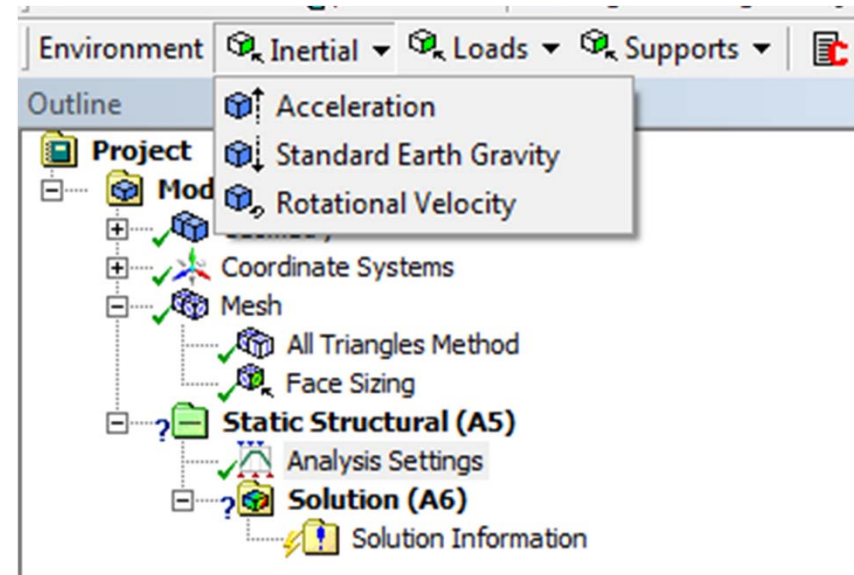 Environment Inertial Loads Supports
Outline
Acceleration
Project
Standard Earth Gravity
Mod
Rotational Velocity
Coordinate Systems
Mesh
All Triangles Method
Face Sizing
Static Structural (A5)
Analysis Settings
Solution (A6)
Solution Information